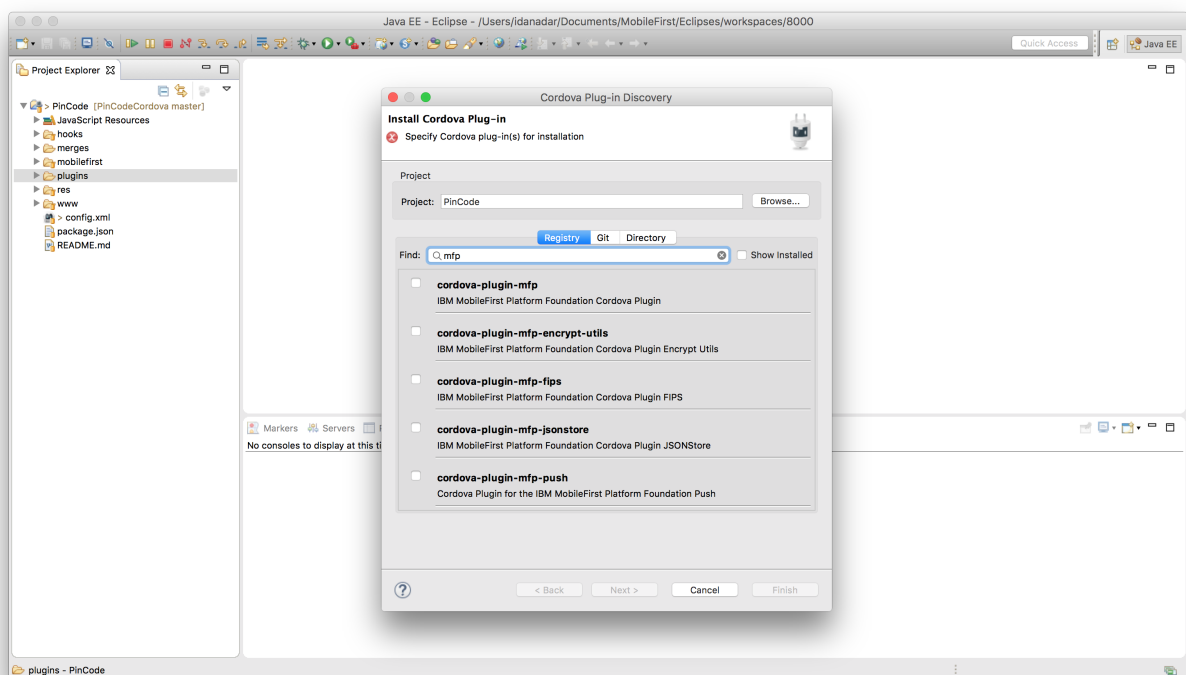 Java EE - Eclipse - /Users/idanadar/Documents/MobileFirst/Eclipses/workspaces/8000
Quick Access
Java EE
Project Explorer
> PinCode [PinCodeCordova master]
JavaScript Resources
hooks
merges
mobilefirst
plugins
res
www
> config.xml
package.json
README.md
Cordova Plug-in Discovery
Install Cordova Plug-in
Specify Cordova plug-in(s) for installation
Project
Project: PinCode Browse...
Registry Git Directory
Find: mfp Show Installed
cordova-plugin-mfp
IBM MobileFirst Platform Foundation Cordova Plugin
cordova-plugin-mfp-encrypt-utils
IBM MobileFirst Platform Foundation Cordova Plugin Encrypt Utils
cordova-plugin-mfp-fips
IBM MobileFirst Platform Foundation Cordova Plugin FIPS
cordova-plugin-mfp-jsonstore
IBM MobileFirst Platform Foundation Cordova Plugin JSONStore
cordova-plugin-mfp-push
Cordova Plugin for the IBM MobileFirst Platform Foundation Push
? < Back Next > Cancel Finish
Markers Servers
No consoles to display at this
plugins - PinCode